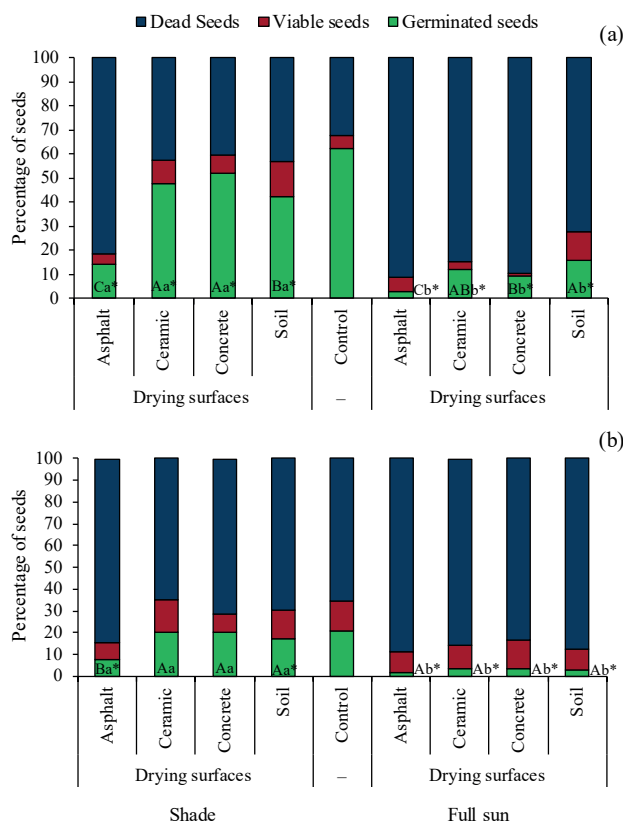 Dead Seeds Viable seeds Germinated seeds
(a)
Percentage of seeds
100
90
80
70
60
50
40
30
20
10
0
Ca* Aa* Aa* Ba* Cb* ABb* Bb* Ab*
Asphalt Ceramic Concrete Soil Control Asphalt Ceramic Concrete Soil
Drying surfaces – Drying surfaces
(b)
Percentage of seeds
100
90
80
70
60
50
40
30
20
10
0
Ba* Aa Aa Aa* Ab* Ab* Ab* Ab*
Asphalt Ceramic Concrete Soil Control Asphalt Ceramic Concrete Soil
Drying surfaces – Drying surfaces
Shade Full sun